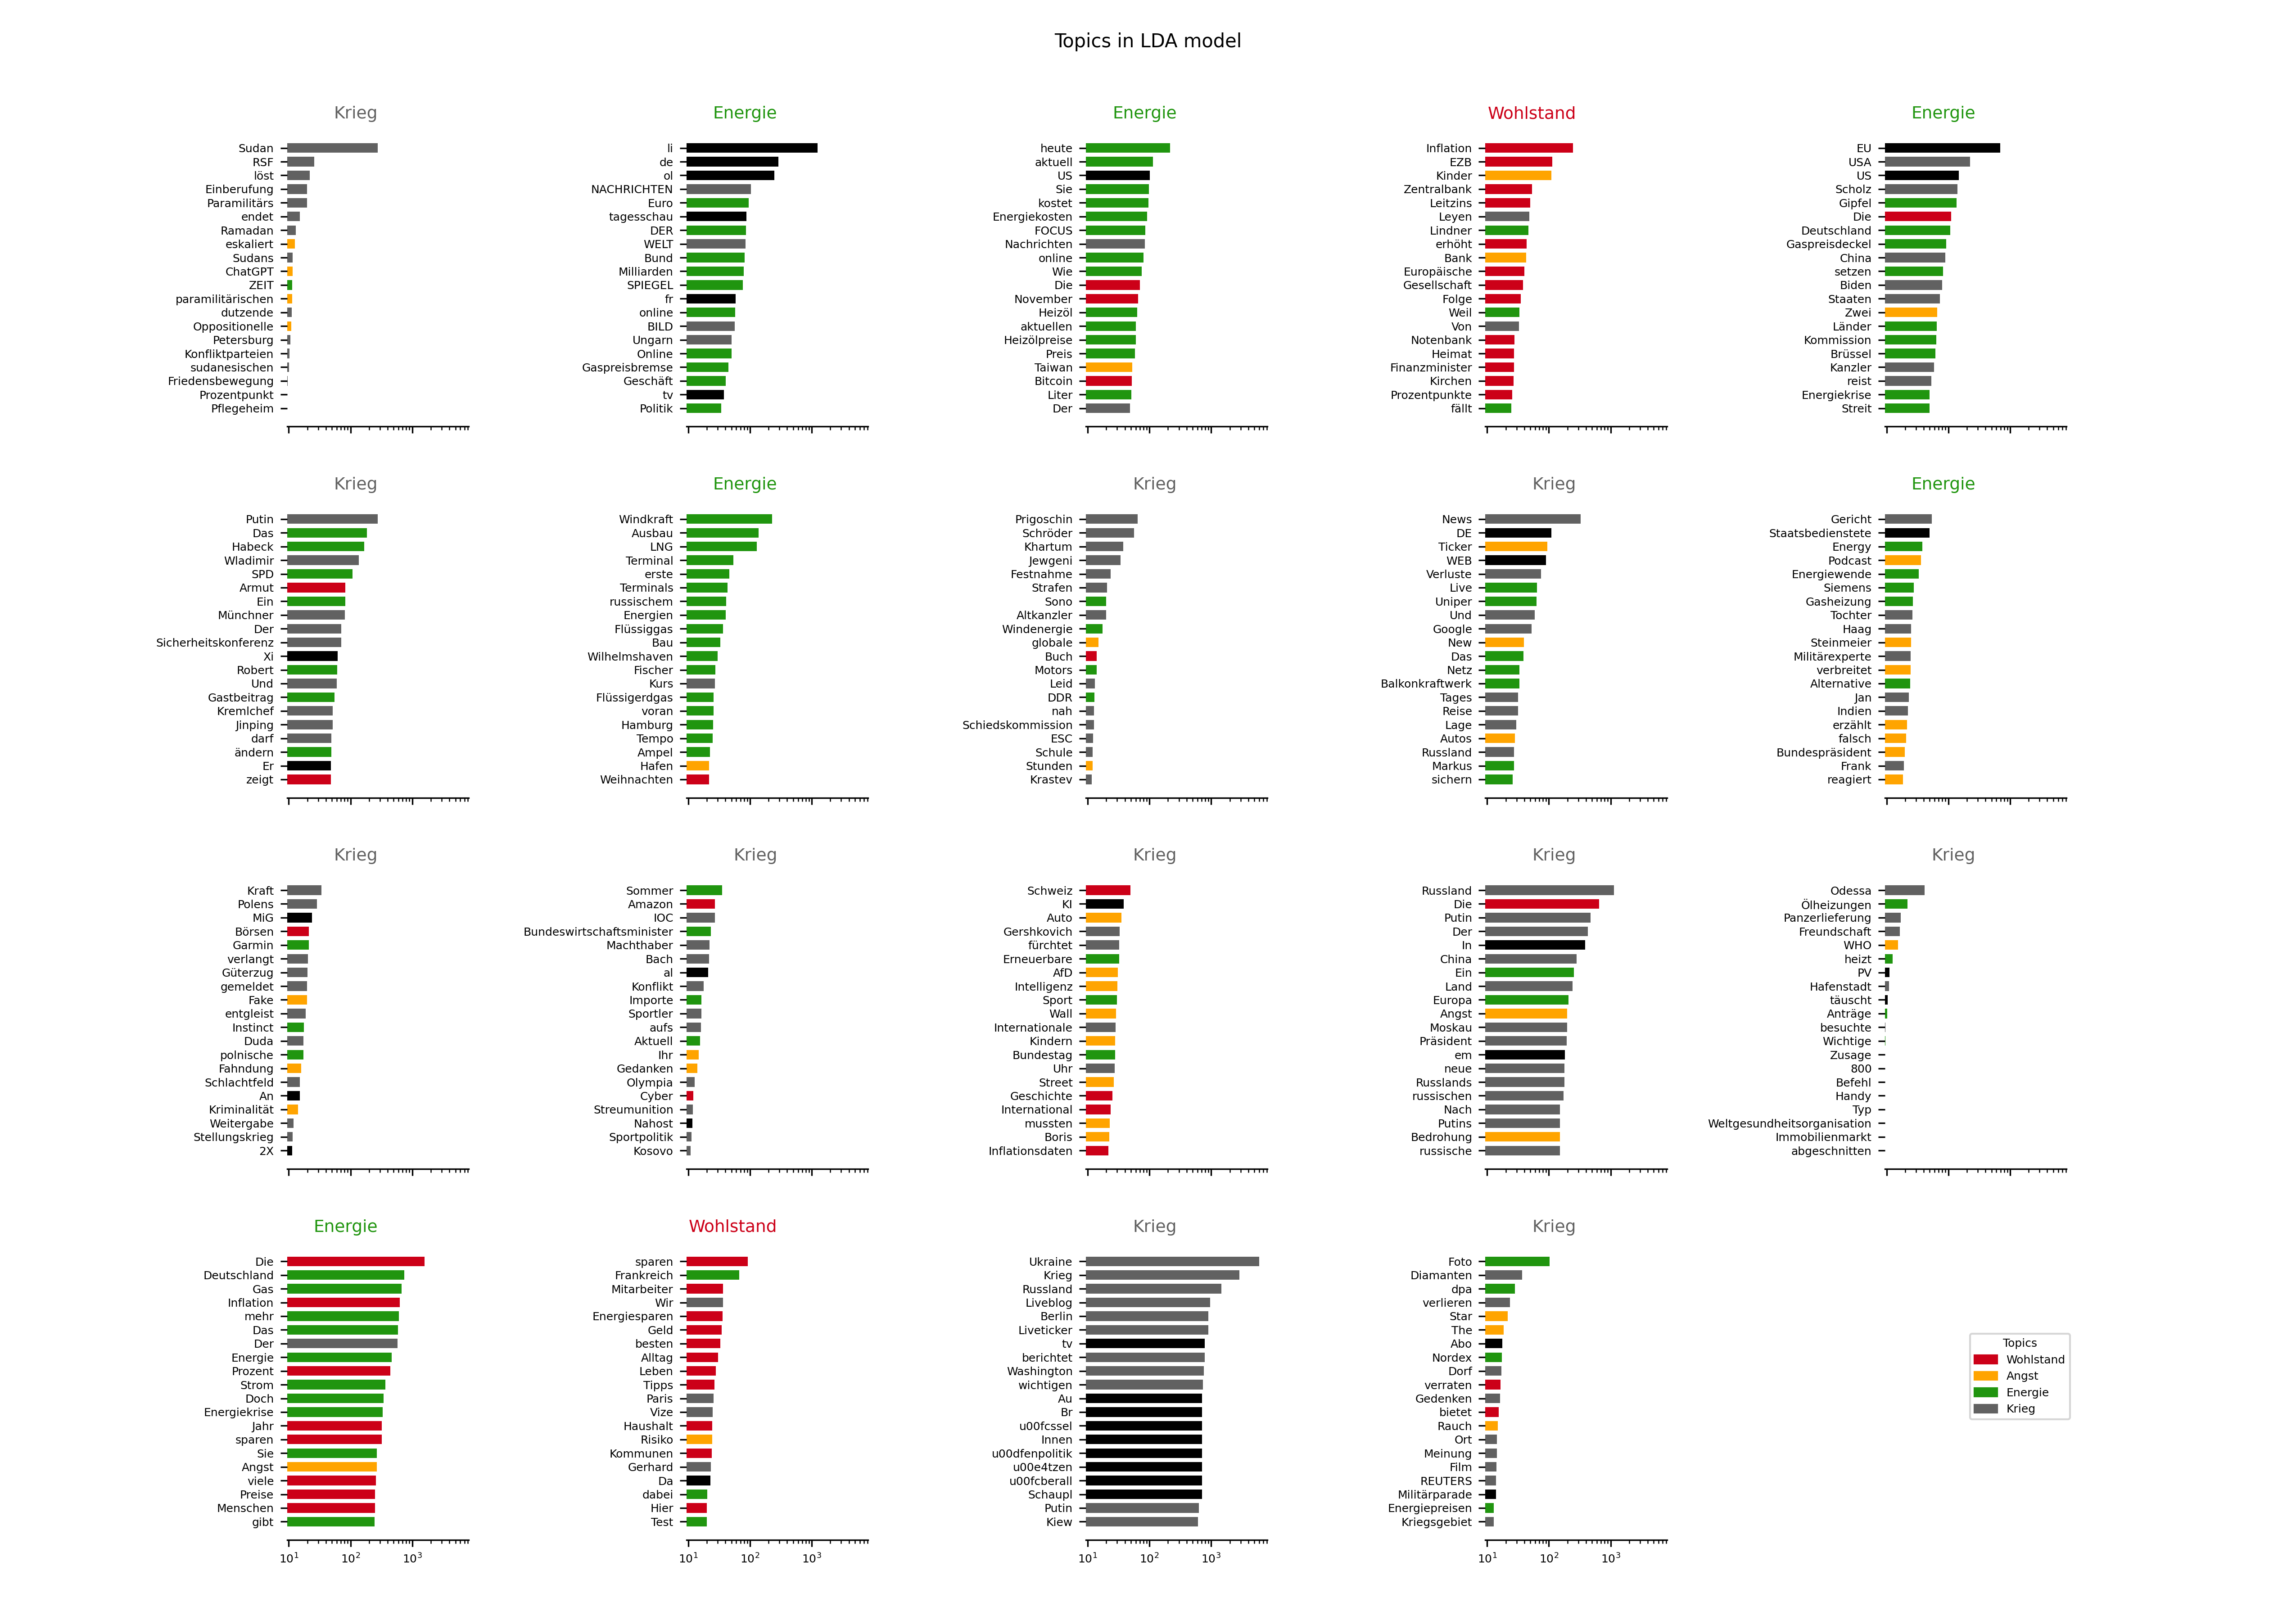 Topics in LDA model
Krieg
Sudan
RSF
löst
Einberufung
Paramilitärs
endet
Ramadan
eskaliert
Sudans
ChatGPT
ZEIT
paramilitärischen
dutzende
Oppositionelle
Petersburg
Konfliktparteien
sudanesischen
Friedensbewegung
Prozentpunkt
Pflegeheim
Energie
li
de
ol
NACHRICHTEN
Euro
tagesschau
DER
WELT
Bund
Milliarden
SPIEGEL
fr
online
BILD
Ungarn
Online
Gaspreisbremse
Geschäft
tv
Politik
Energie
heute
aktuell
US
Sie
kostet
Energiekosten
FOCUS
Nachrichten
online
Wie
Die
November
Heizöl
aktuellen
Heizölpreise
Preis
Taiwan
Bitcoin
Liter
Der
Wohlstand
Inflation
EZB
Kinder
Zentralbank
Leitzins
Leyen
Lindner
erhöht
Bank
Europäische
Gesellschaft
Folge
Weil
Von
Notenbank
Heimat
Finanzminister
Kirchen
Prozentpunkte
fällt
Energie
EU
USA
US
Scholz
Gipfel
Die
Deutschland
Gaspreisdeckel
China
setzen
Biden
Staaten
Zwei
Länder
Kommission
Brüssel
Kanzler
reist
Energiekrise
Streit
Krieg
Putin
Das
Habeck
Wladimir
SPD
Armut
Ein
Münchner
Der
Sicherheitskonferenz
Xi
Robert
Und
Gastbeitrag
Kremlchef
Jinping
darf
ändern
Er
zeigt
Energie
Windkraft
Ausbau
LNG
Terminal
erste
Terminals
russischem
Energien
Flüssiggas
Bau
Wilhelmshaven
Fischer
Kurs
Flüssigerdgas
voran
Hamburg
Tempo
Ampel
Hafen
Weihnachten
Krieg
Prigoschin
Schröder
Khartum
Jewgeni
Festnahme
Strafen
Sono
Altkanzler
Windenergie
globale
Buch
Motors
Leid
DDR
nah
Schiedskommission
ESC
Schule
Stunden
Krastev
Krieg
News
DE
Ticker
WEB
Verluste
Live
Uniper
Und
Google
New
Das
Netz
Balkonkraftwerk
Tages
Reise
Lage
Autos
Russland
Markus
sichern
Energie
Gericht
Staatsbedienstete
Energy
Podcast
Energiewende
Siemens
Gasheizung
Tochter
Haag
Steinmeier
Militärexperte
verbreitet
Alternative
Jan
Indien
erzählt
falsch
Bundespräsident
Frank
reagiert
Krieg
Kraft
Polens
MiG
Börsen
Garmin
verlangt
Güterzug
gemeldet
Fake
entgleist
Instinct
Duda
polnische
Fahndung
Schlachtfeld
An
Kriminalität
Weitergabe
Stellungskrieg
2X
Krieg
Sommer
Amazon
IOC
Bundeswirtschaftsminister
Machthaber
Bach
al
Konflikt
Importe
Sportler
aufs
Aktuell
Ihr
Gedanken
Olympia
Cyber
Streumunition
Nahost
Sportpolitik
Kosovo
Krieg
Schweiz
KI
Auto
Gershkovich
fürchtet
Erneuerbare
AfD
Intelligenz
Sport
Wall
Internationale
Kindern
Bundestag
Uhr
Street
Geschichte
International
mussten
Boris
Inflationsdaten
Krieg
Russland
Die
Putin
Der
In
China
Ein
Land
Europa
Angst
Moskau
Präsident
em
neue
Russlands
russischen
Nach
Putins
Bedrohung
russische
Krieg
Odessa
Ölheizungen
Panzerlieferung
Freundschaft
WHO
heizt
PV
Hafenstadt
täuscht
Anträge
besuchte
Wichtige
Zusage
800
Befehl
Handy
Typ
Weltgesundheitsorganisation
Immobilienmarkt
abgeschnitten
Energie
Die
Deutschland
Gas
Inflation
mehr
Das
Der
Energie
Prozent
Strom
Doch
Energiekrise
Jahr
sparen
Sie
Angst
viele
Preise
Menschen
gibt
10¹ 10² 10³
Wohlstand
sparen
Frankreich
Mitarbeiter
Wir
Energiesparen
Geld
besten
Alltag
Leben
Tipps
Paris
Vize
Haushalt
Risiko
Kommunen
Gerhard
Da
dabei
Hier
Test
10¹ 10² 10³
Krieg
Ukraine
Krieg
Russland
Liveblog
Berlin
Liveticker
tv
berichtet
Washington
wichtigen
Au
Br
u00fcssel
Innen
u00dfenpolitik
u00e4tzen
u00fcberall
Schaupl
Putin
Kiew
10¹ 10² 10³
Krieg
Foto
Diamanten
dpa
verlieren
Star
The
Abo
Nordex
Dorf
verraten
Gedenken
bietet
Rauch
Ort
Meinung
Film
REUTERS
Militärparade
Energiepreisen
Kriegsgebiet
10¹ 10² 10³
Topics
Wohlstand
Angst
Energie
Krieg